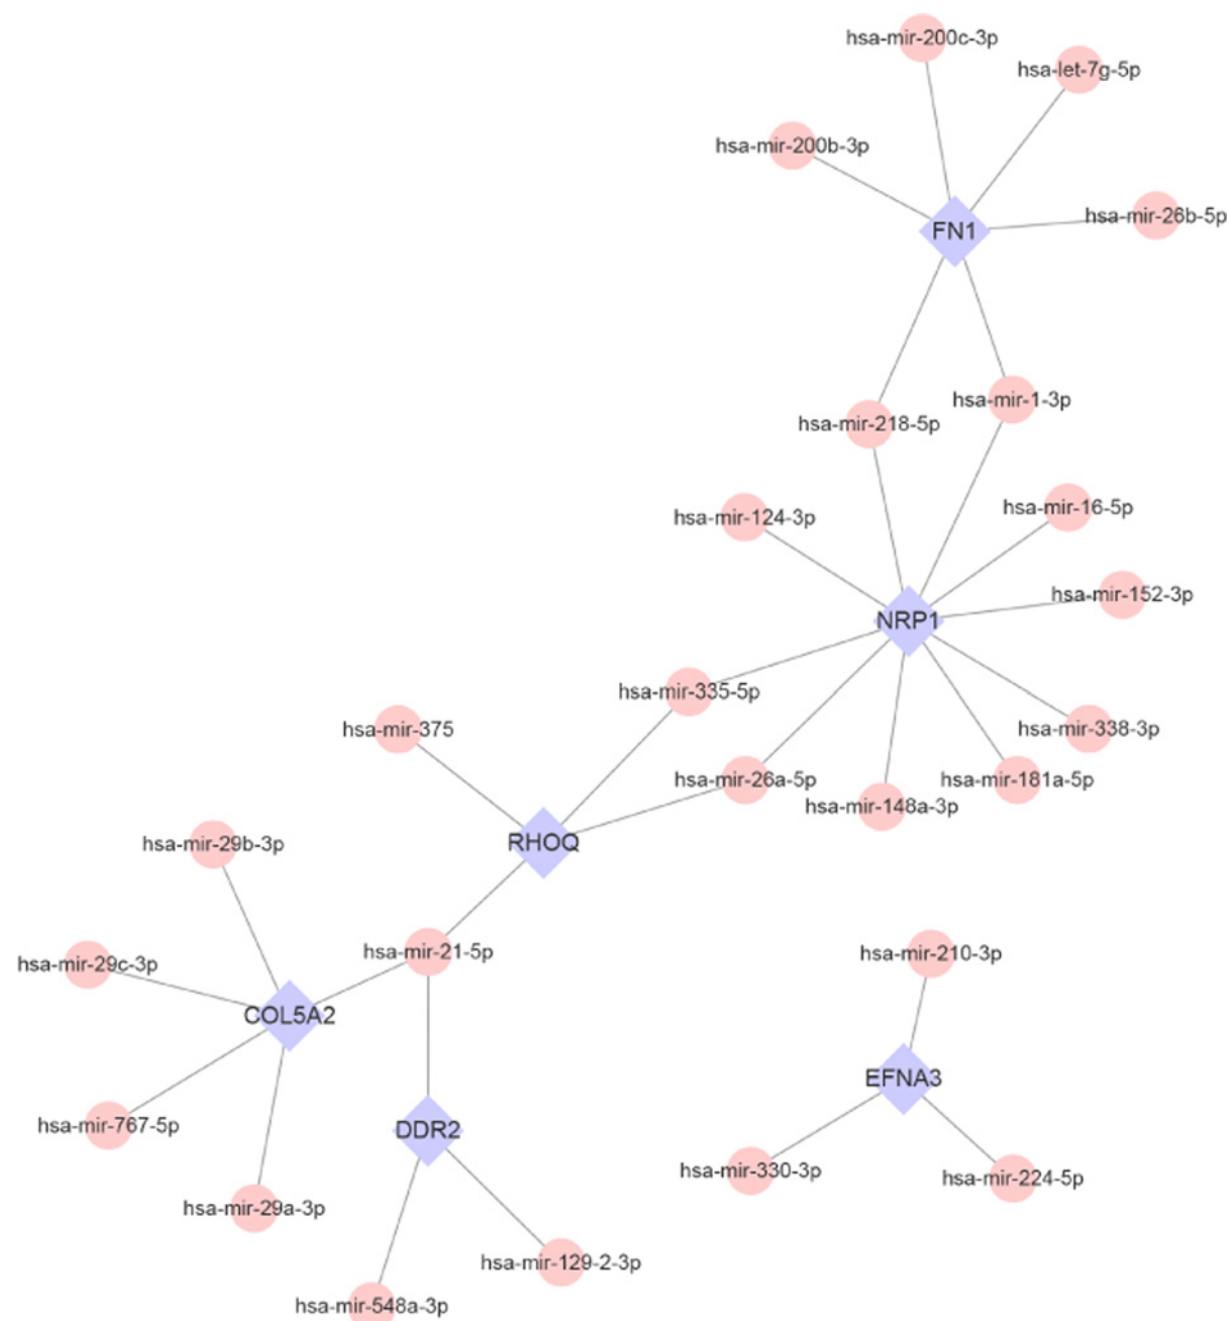 hsa-mir-200c-3p
hsa-let-7g-5p
hsa-mir-200b-3p
hsa-mir-26b-5p
FN1
hsa-mir-1-3p
hsa-mir-218-5p
hsa-mir-16-5p
hsa-mir-124-3p
hsa-mir-152-3p
NRP1
hsa-mir-335-5p
hsa-mir-375
hsa-mir-338-3p
hsa-mir-26a-5p
hsa-mir-181a-5p
hsa-mir-148a-3p
RHOQ
hsa-mir-29b-3p
hsa-mir-21-5p
hsa-mir-210-3p
hsa-mir-29c-3p
COL5A2
EFNA3
hsa-mir-767-5p
DDR2
hsa-mir-330-3p
hsa-mir-224-5p
hsa-mir-29a-3p
hsa-mir-129-2-3p
hsa-mir-548a-3p